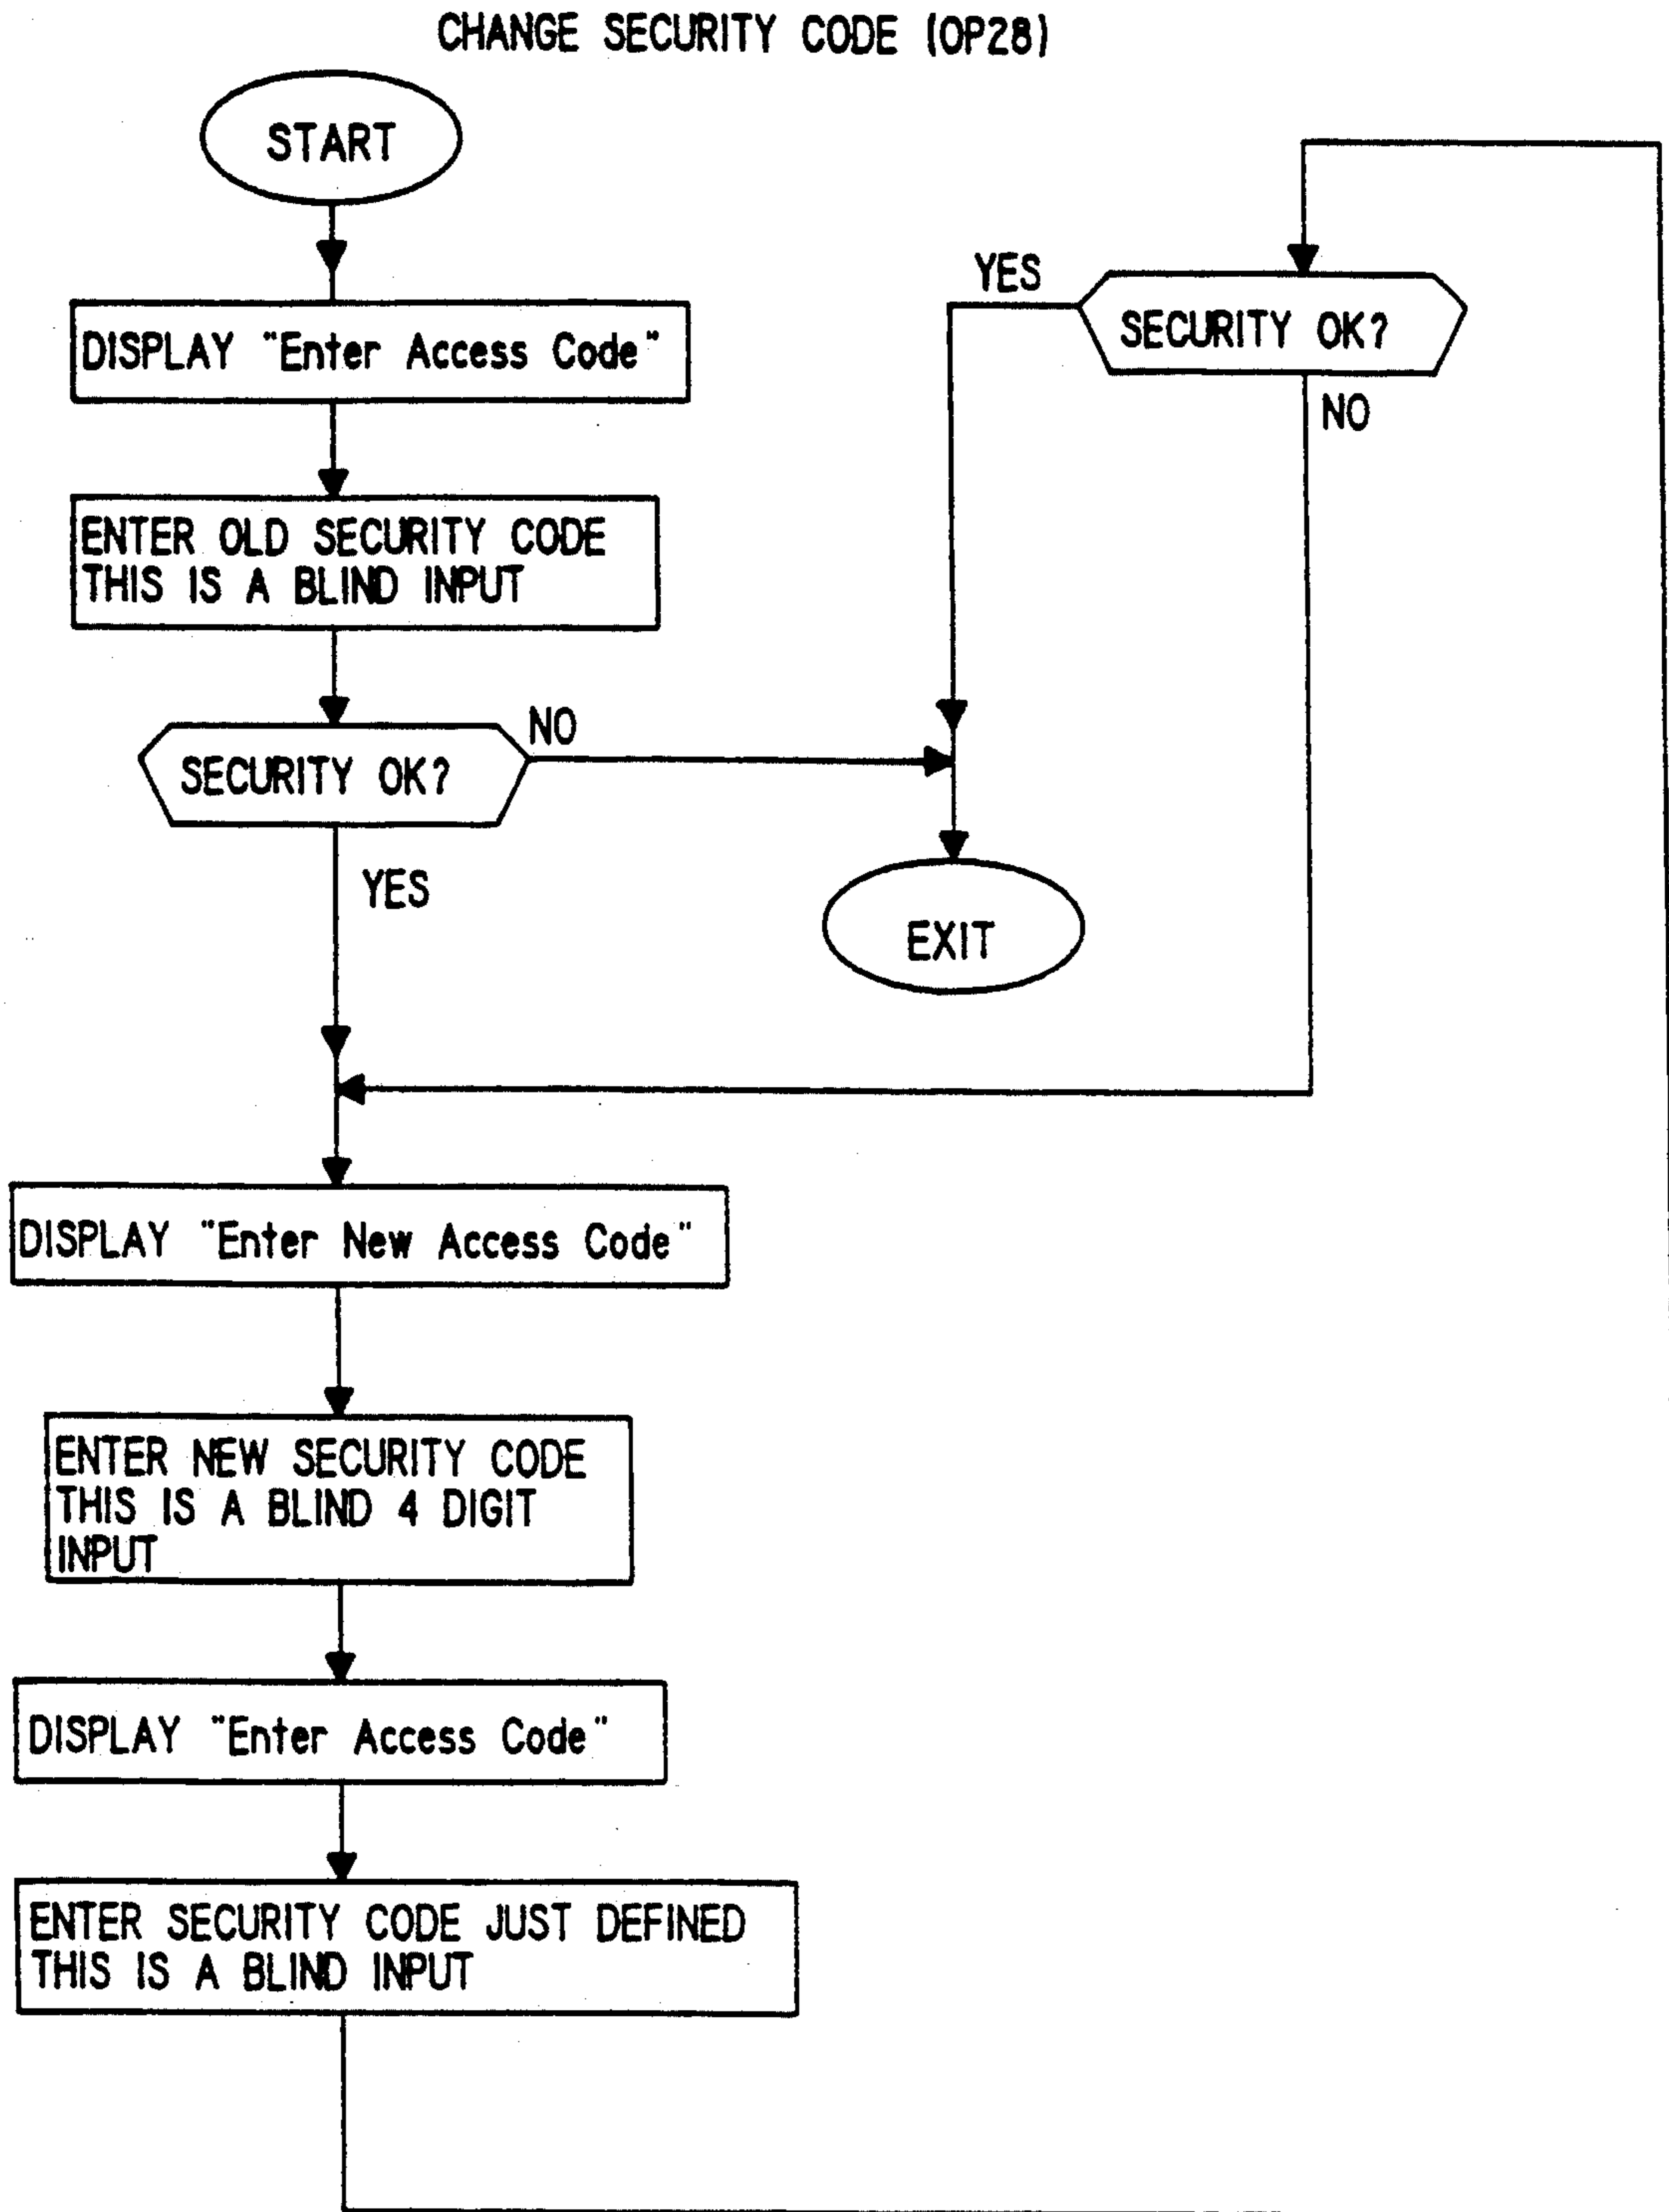 CHANGE SECURITY CODE (OP28)
START
DISPLAY "Enter Access Code"
ENTER OLD SECURITY CODE
THIS IS A BLIND INPUT
SECURITY OK?
NO
YES
YES
SECURITY OK?
NO
EXIT
DISPLAY "Enter New Access Code"
ENTER NEW SECURITY CODE
THIS IS A BLIND 4 DIGIT
INPUT
DISPLAY "Enter Access Code"
ENTER SECURITY CODE JUST DEFINED
THIS IS A BLIND INPUT